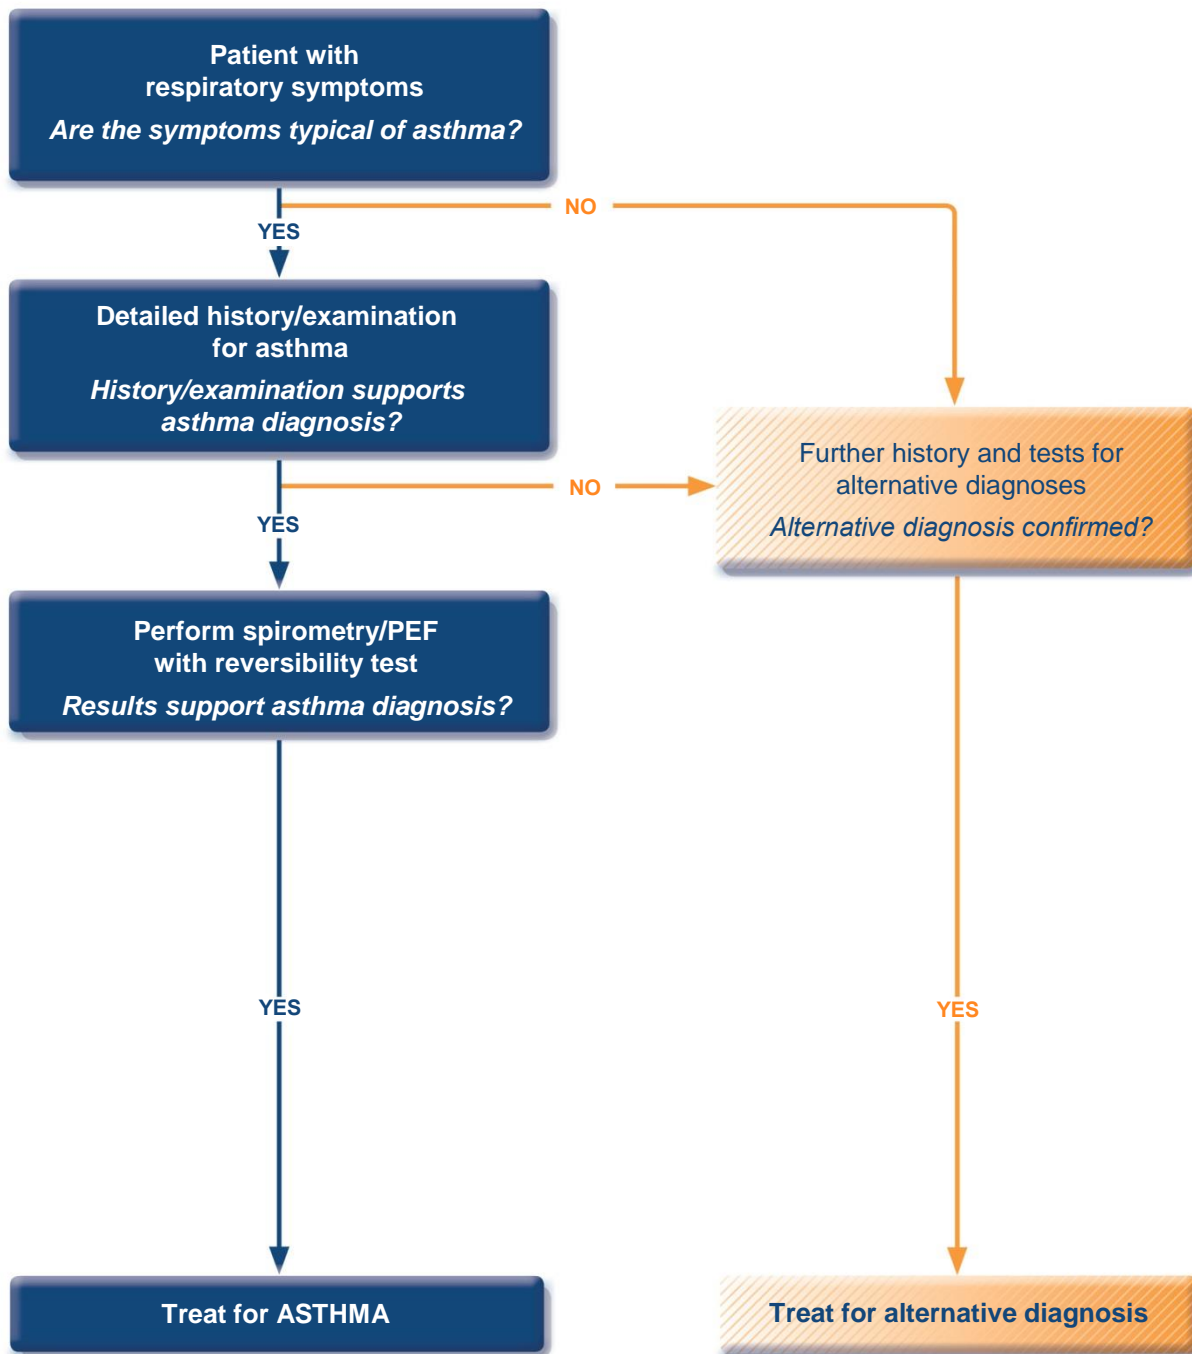 Patient with
respiratory symptoms
Are the symptoms typical of asthma?
NO
YES
Detailed history/examination
for asthma
History/examination supports
asthma diagnosis?
Further history and tests for
alternative diagnoses
Alternative diagnosis confirmed?
NO
YES
Perform spirometry/PEF
with reversibility test
Results support asthma diagnosis?
YES
YES
Treat for ASTHMA
Treat for alternative diagnosis